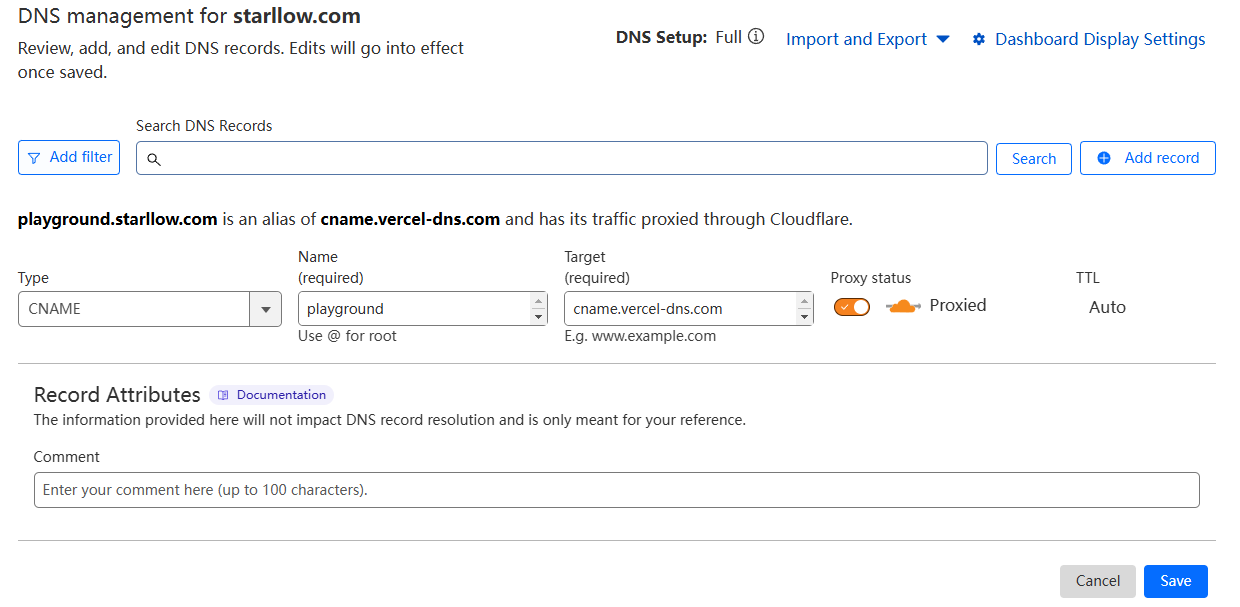 DNS management for starllow.com
Review, add, and edit DNS records. Edits will go into effect
once saved.
DNS Setup: Full
Import and Export
Dashboard Display Settings
Search DNS Records
Add filter
Search
Add record
playground.starllow.com is an alias of cname.vercel-dns.com and has its traffic proxied through Cloudflare.
Type
CNAME
Name
(required)
playground
Use @ for root
Target
(required)
cname.vercel-dns.com
E.g. www.example.com
Proxy status
Proxied
TTL
Auto
Record Attributes
Documentation
The information provided here will not impact DNS record resolution and is only meant for your reference.
Comment
Enter your comment here (up to 100 characters).
Cancel
Save